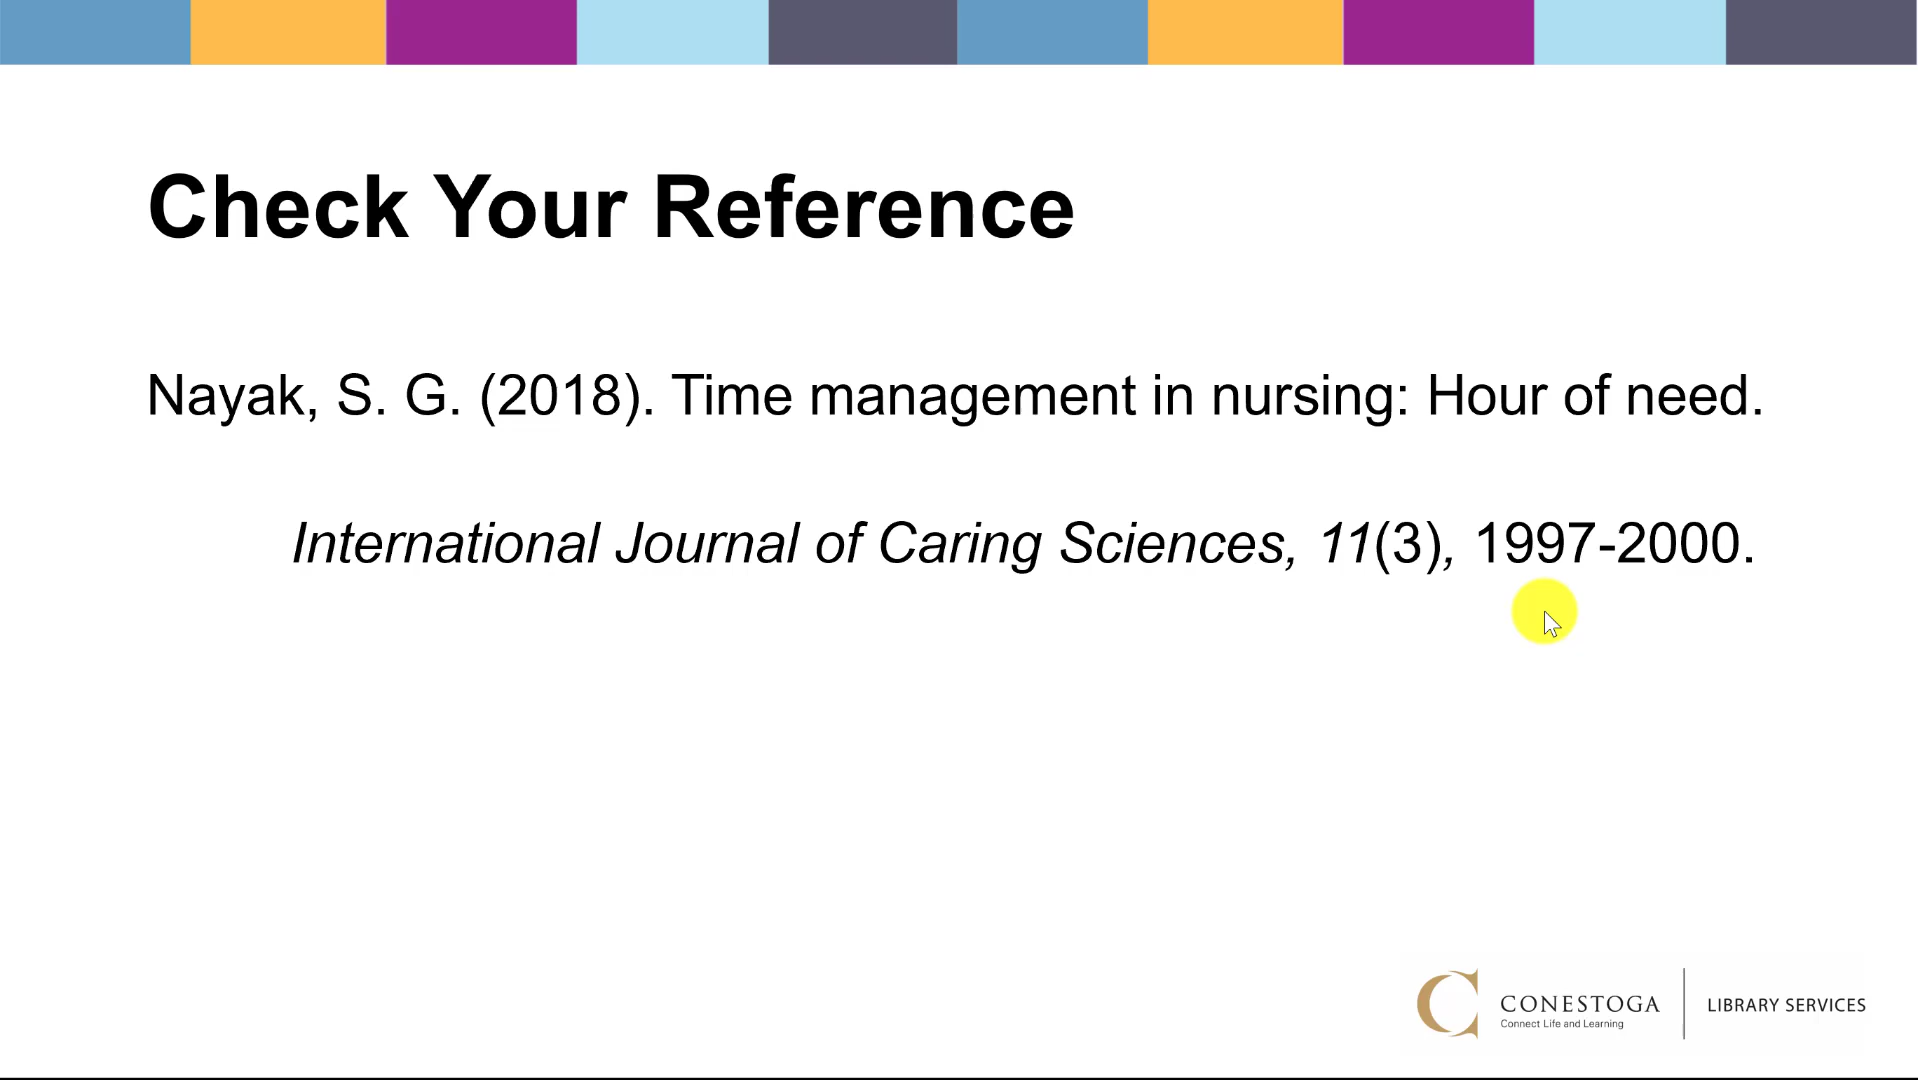 Check Your Reference
Nayak, S. G. (2018). Time management in nursing: Hour of need.
International Journal of Caring Sciences, 11(3), 1997-2000.
CONESTOGA
Connect Life and Learning
LIBRARY SERVICES